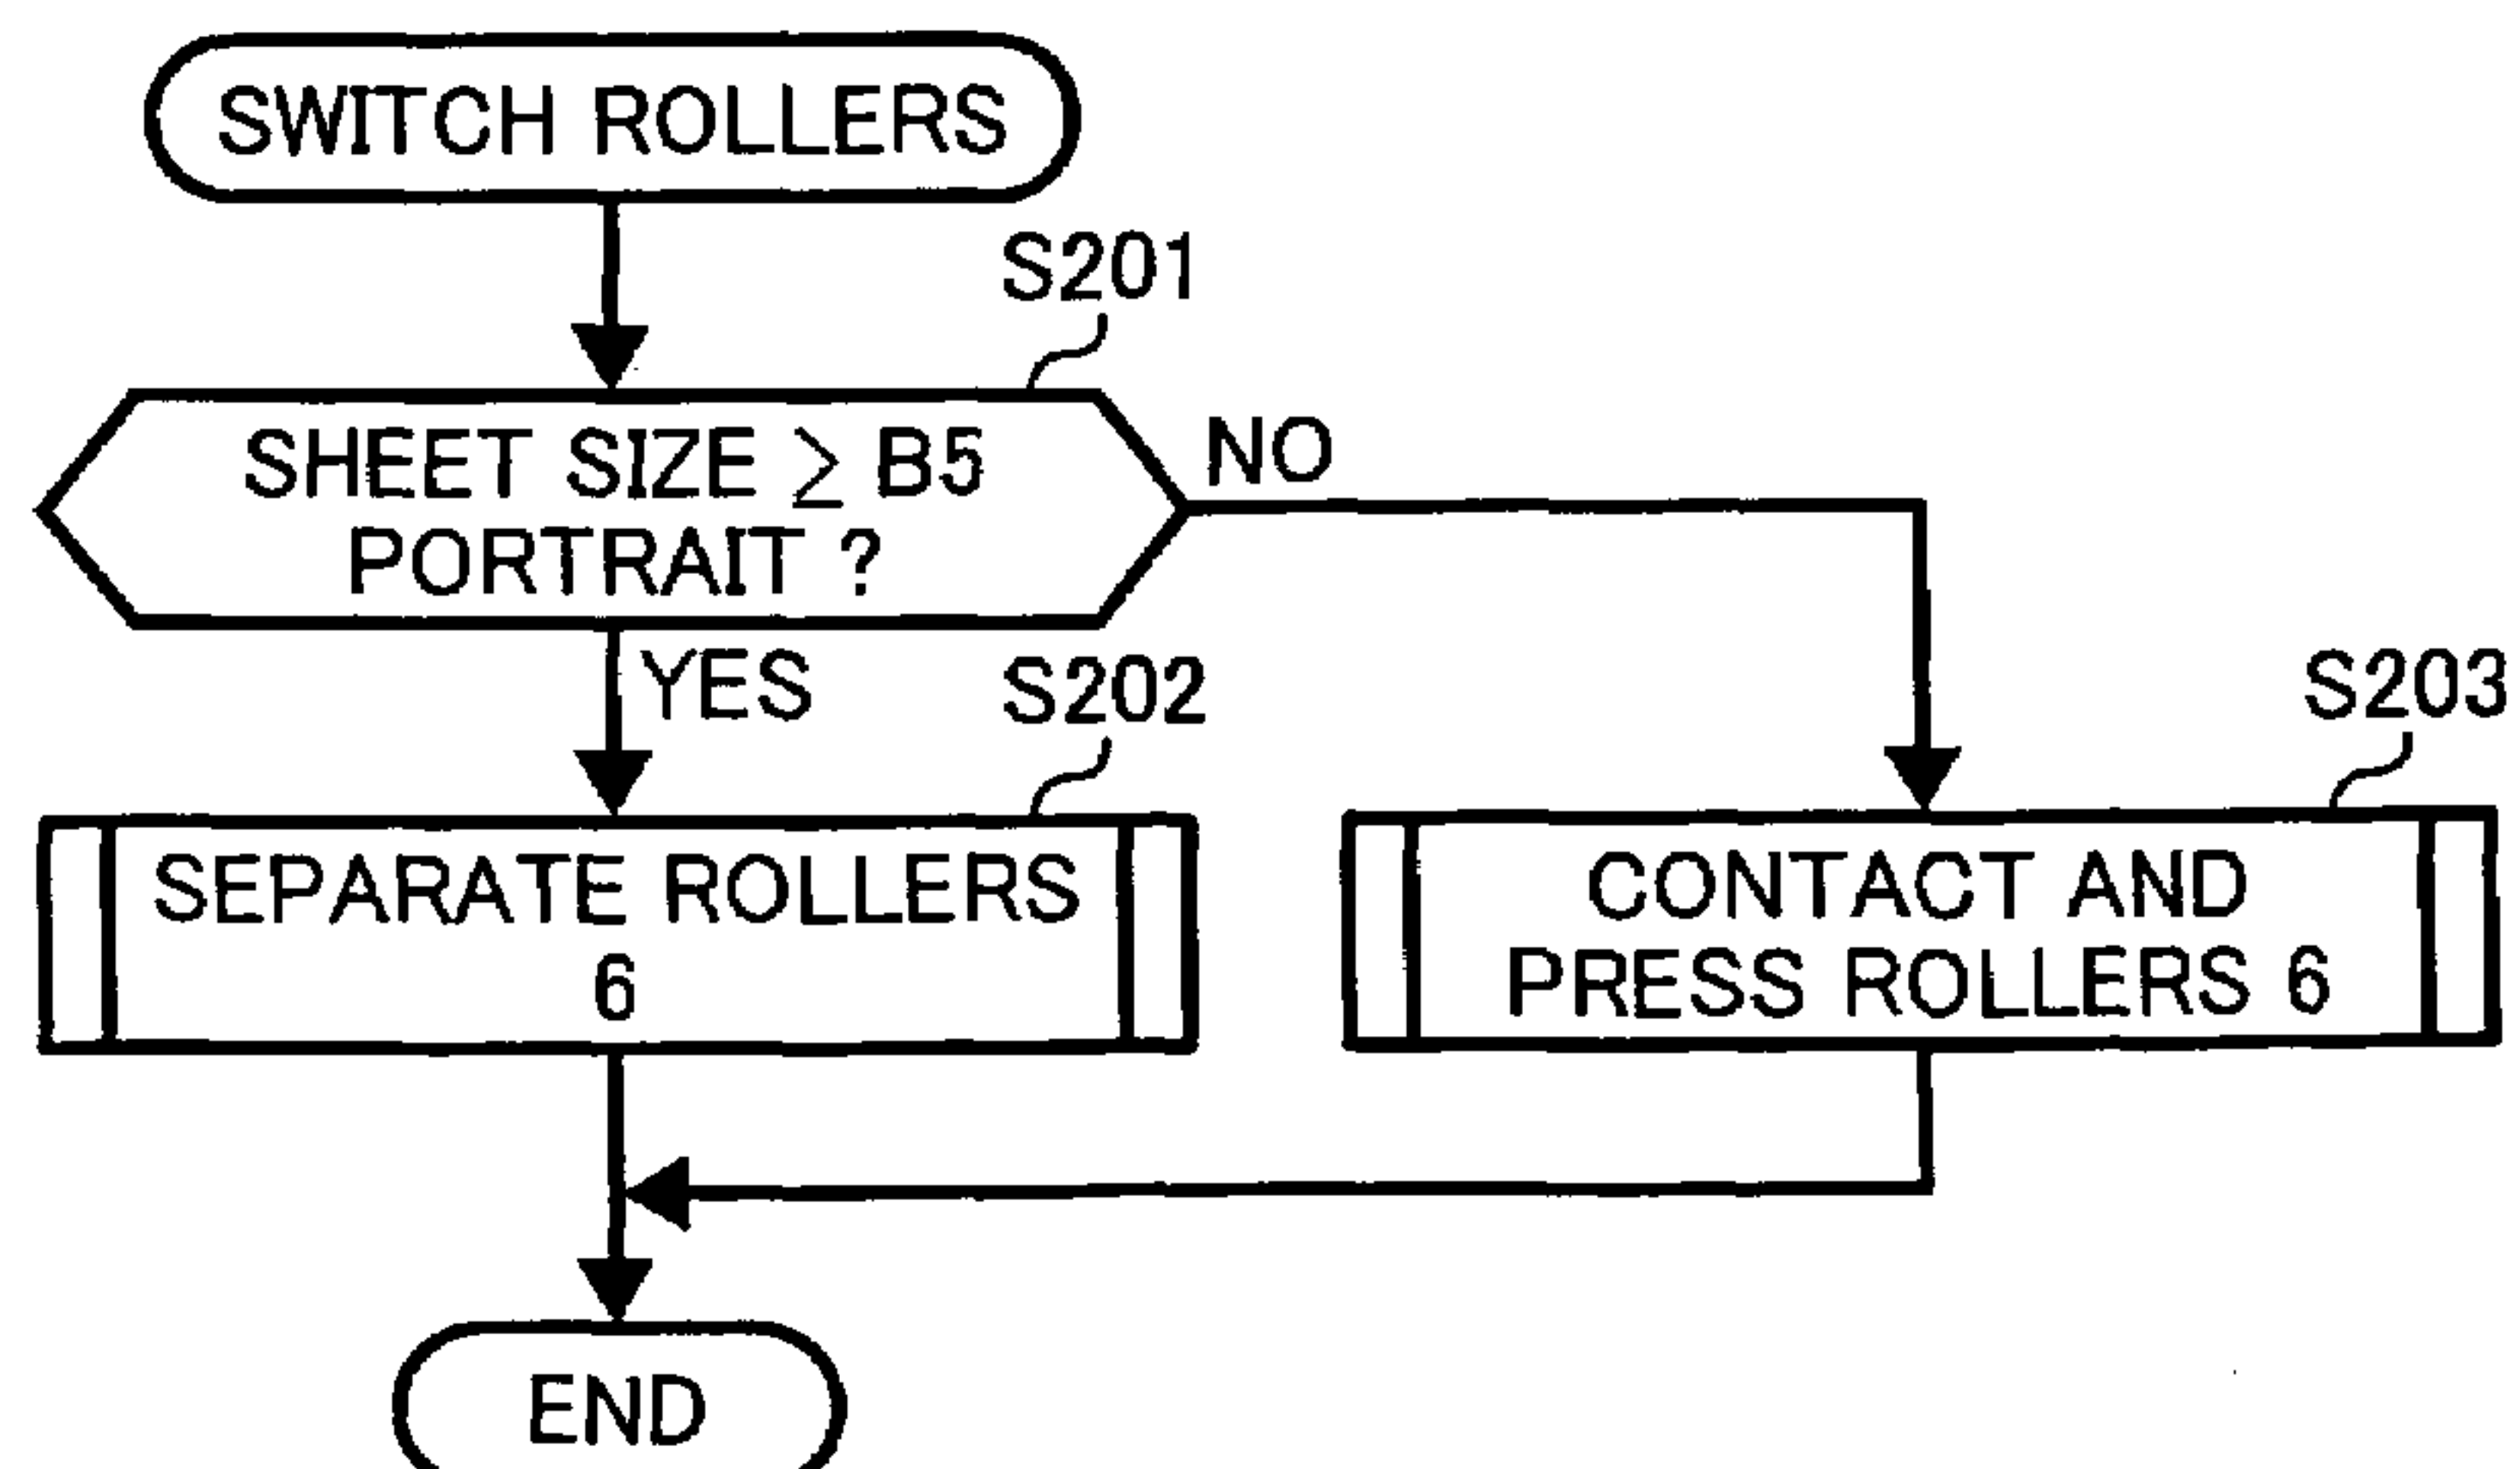 SWITCH ROLLERS
S201
SHEET SIZE ≥ B5
PORTRAIT ?
NO
YES
S202
S203
SEPARATE ROLLERS
6
CONTACT AND
PRESS ROLLERS 6
END